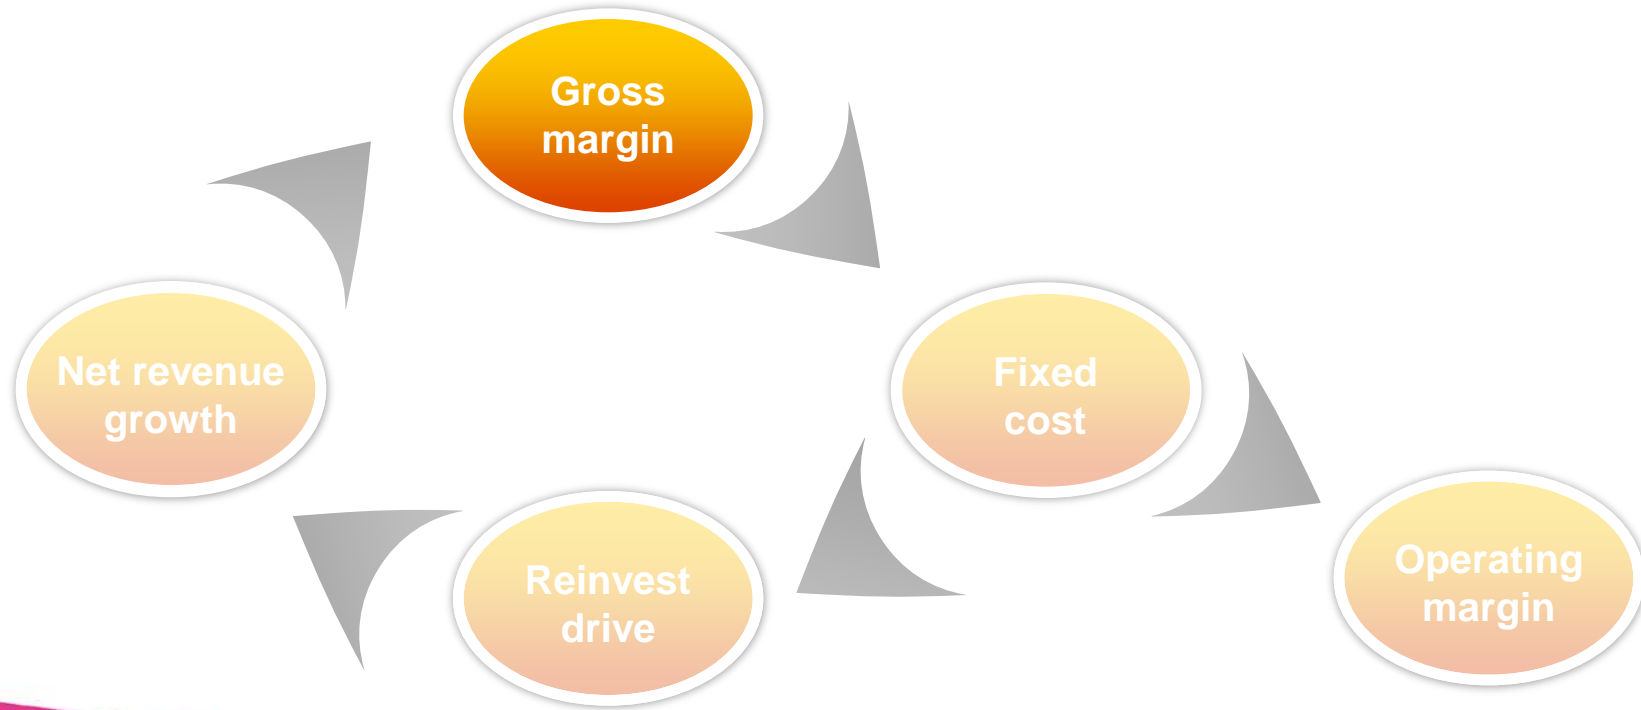 Gross
margin
Net revenue
growth
Fixed
cost
Reinvest
drive
Operating
margin